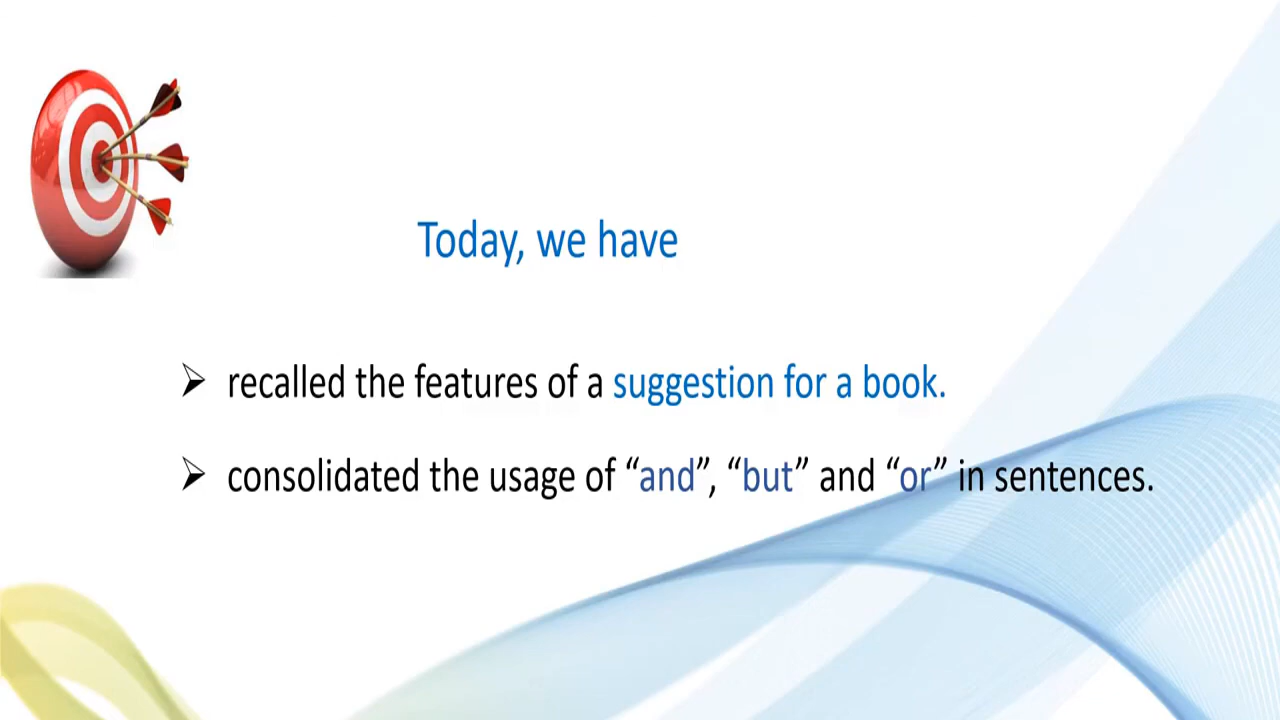 Today, we have
recalled the features of a suggestion for a book.
consolidated the usage of “and”, “but” and “or” in sentences.